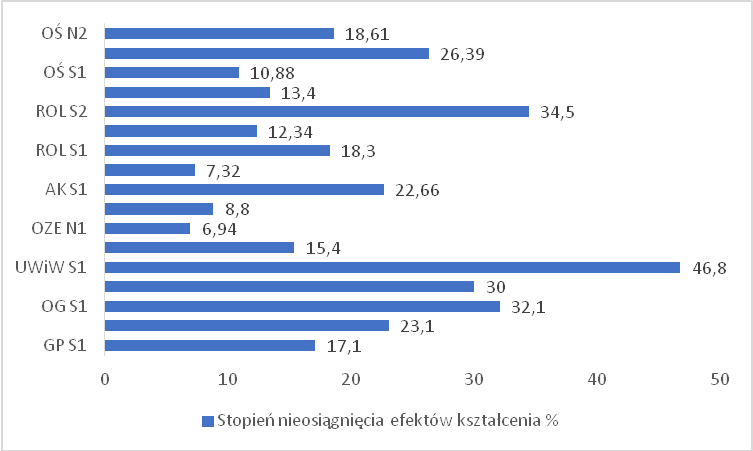 OŚ N2 18,61
26,39
OŚ S1 10,88
13,4
ROL S2 34,5
12,34
ROL S1 18,3
7,32
AK S1 22,66
8,8
OZE N1 6,94
15,4
UWiW S1 46,8
30
OG S1 32,1
23,1
GP S1 17,1
0 10 20 30 40 50
Stopień nieosiągnięcia efektów kształcenia %